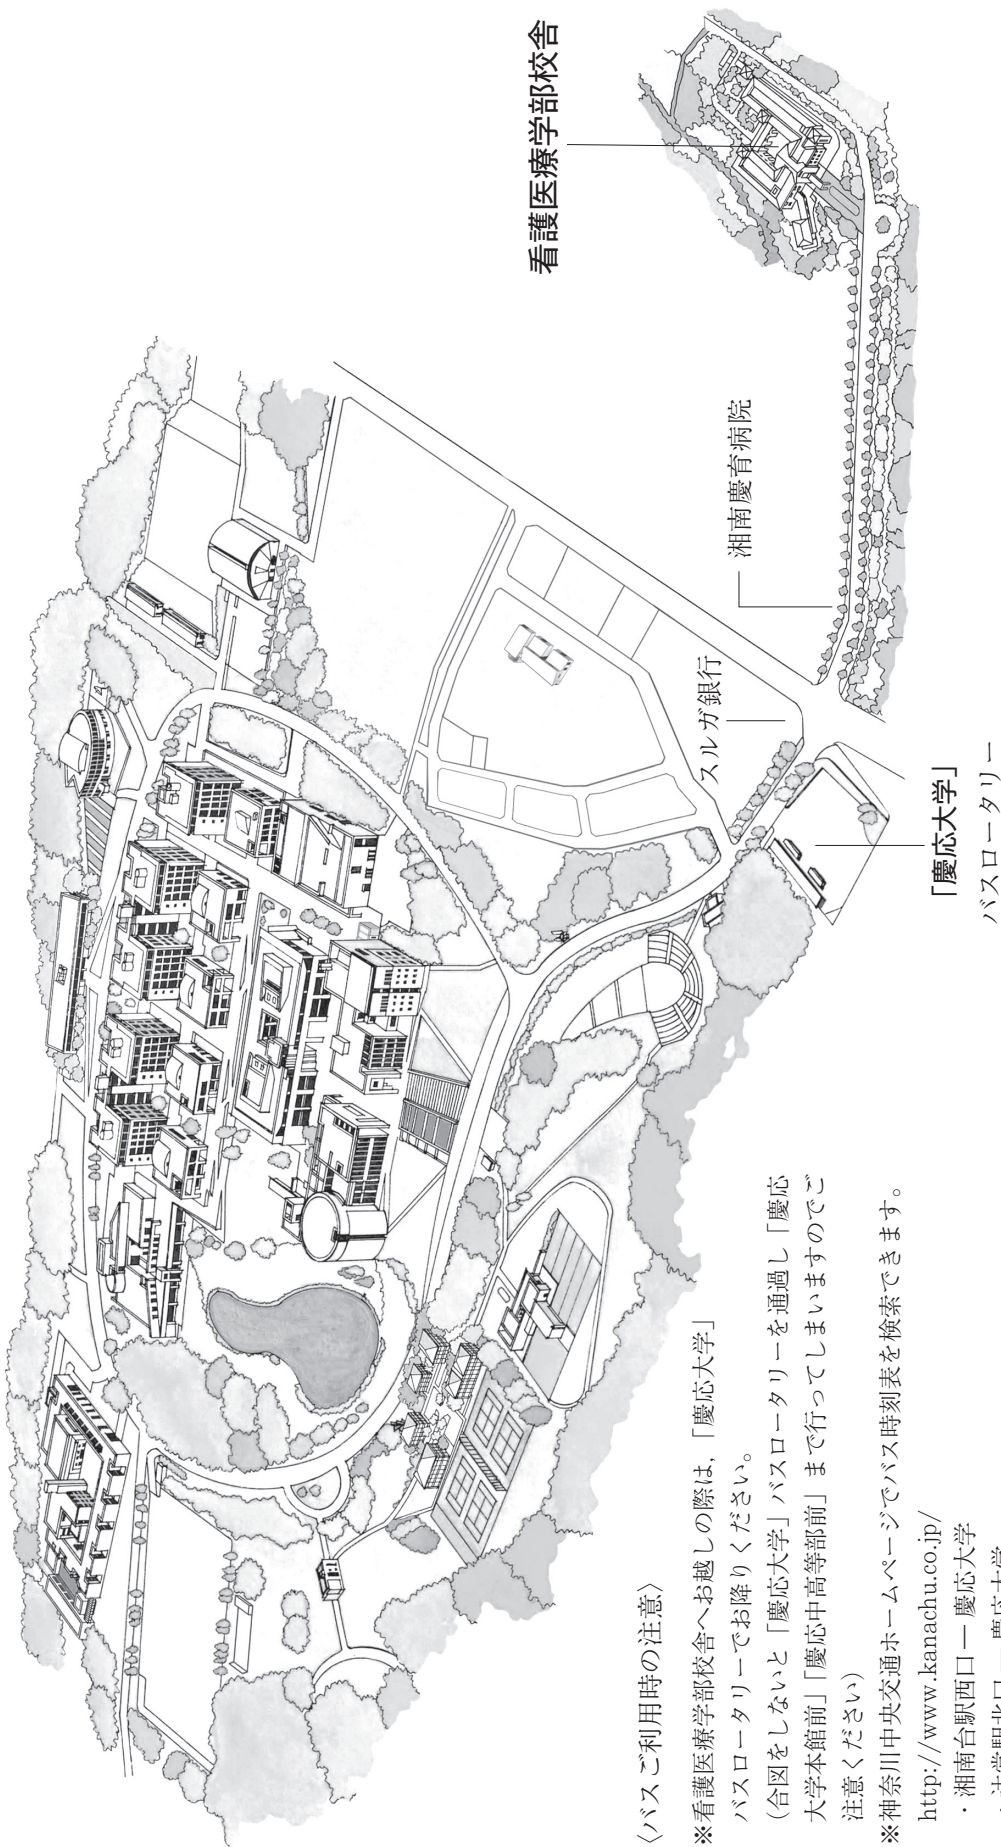 看護医療学部校舎
湘南慶育病院
スルガ銀行
「慶応大学」
バスロータリー
〈バスご利用時の注意〉
※看護医療学部校舎へお越しの際は,「慶応大学」
バスロータリーでお降りください。
(合図をしないと「慶応大学」バスロータリーを通過し「慶応
大学本館前」「慶応中高等部前」まで行ってしまいますのでご
注意ください)
※神奈川中央交通ホームページでバス時刻表を検索できます。
http://www.kanachu.co.jp/
・湘南台駅西口 ― 慶応大学